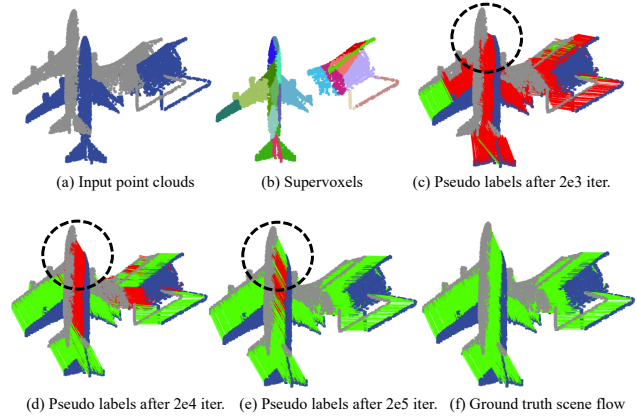 (a) Input point clouds
(b) Supervoxels
(c) Pseudo labels after 2e3 iter.
(d) Pseudo labels after 2e4 iter.
(e) Pseudo labels after 2e5 iter.
(f) Ground truth scene flow